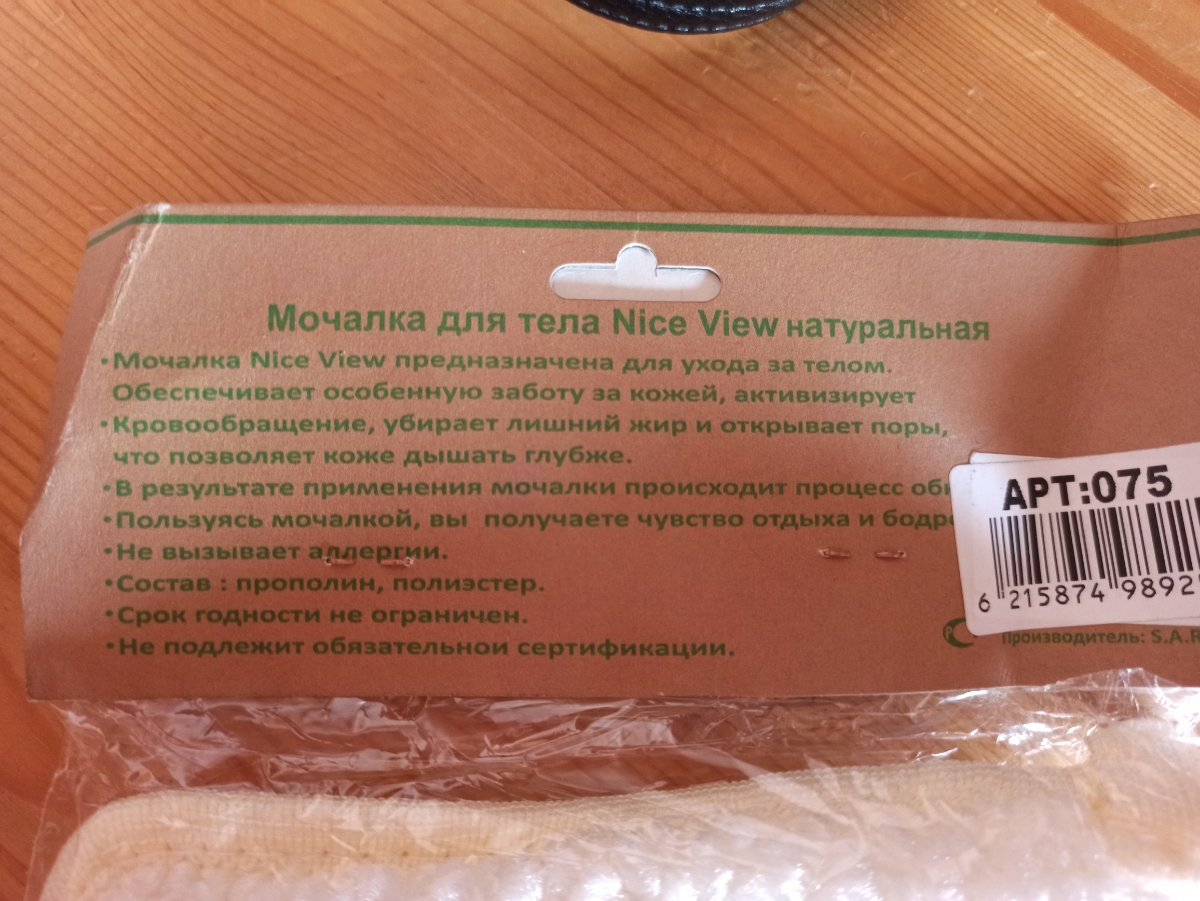 Мочалка для тела Nice View натуральная
•Мочалка Nice View предназначена для ухода за телом.
Обеспечивает особенную заботу за кожей, активизирует
•Кровообращение, убирает лишний жир и открывает поры,
что позволяет коже дышать глубже.
•В результате применения мочалки происходит процесс
•Пользуясь мочалкой, вы получаете чувство отдыха и
•Не вызывает аллергии.
•Состав : прополин, полиэстер.
•Срок годности не ограничен.
•Не подлежит обязательнои сертификации.
АРТ:075
6 215874 9892
Производитель: S.A.R